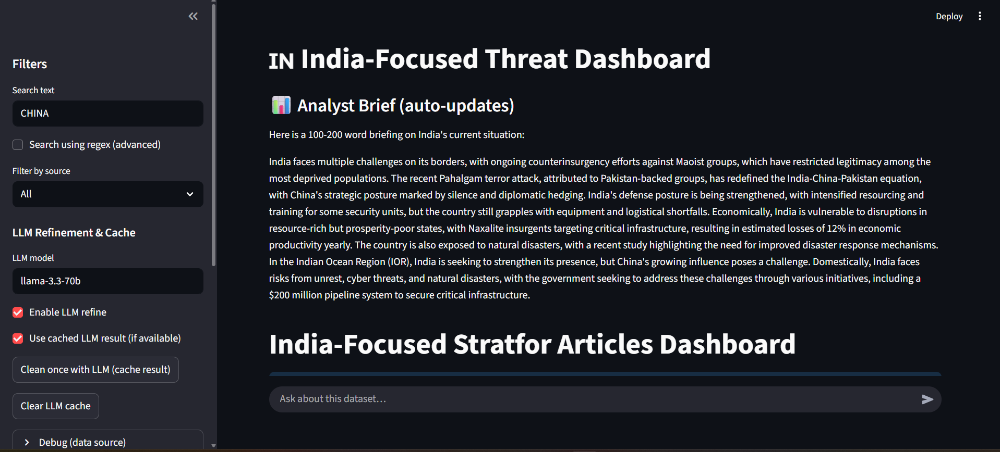 Deploy
Filters
Search text
CHINA
Search using regex (advanced)
Filter by source
All
LLM Refinement & Cache
LLM model
llama-3.3-70b
Enable LLM refine
Use cached LLM result (if available)
Clean once with LLM (cache result)
Clear LLM cache
Debug (data source)
IN India-Focused Threat Dashboard
Analyst Brief (auto-updates)
Here is a 100-200 word briefing on India's current situation:
India faces multiple challenges on its borders, with ongoing counterinsurgency efforts against Maoist groups, which have restricted legitimacy among the
most deprived populations. The recent Pahalgam terror attack, attributed to Pakistan-backed groups, has redefined the India-China-Pakistan equation,
with China's strategic posture marked by silence and diplomatic hedging. India's defense posture is being strengthened, with intensified resourcing and
training for some security units, but the country still grapples with equipment and logistical shortfalls. Economically, India is vulnerable to disruptions in
resource-rich but prosperity-poor states, with Naxalite insurgents targeting critical infrastructure, resulting in estimated losses of 12% in economic
productivity yearly. The country is also exposed to natural disasters, with a recent study highlighting the need for improved disaster response mechanisms.
In the Indian Ocean Region (IOR), India is seeking to strengthen its presence, but China's growing influence poses a challenge. Domestically, India faces
risks from unrest, cyber threats, and natural disasters, with the government seeking to address these challenges through various initiatives, including a
$200 million pipeline system to secure critical infrastructure.
India-Focused Stratfor Articles Dashboard
Ask about this dataset…